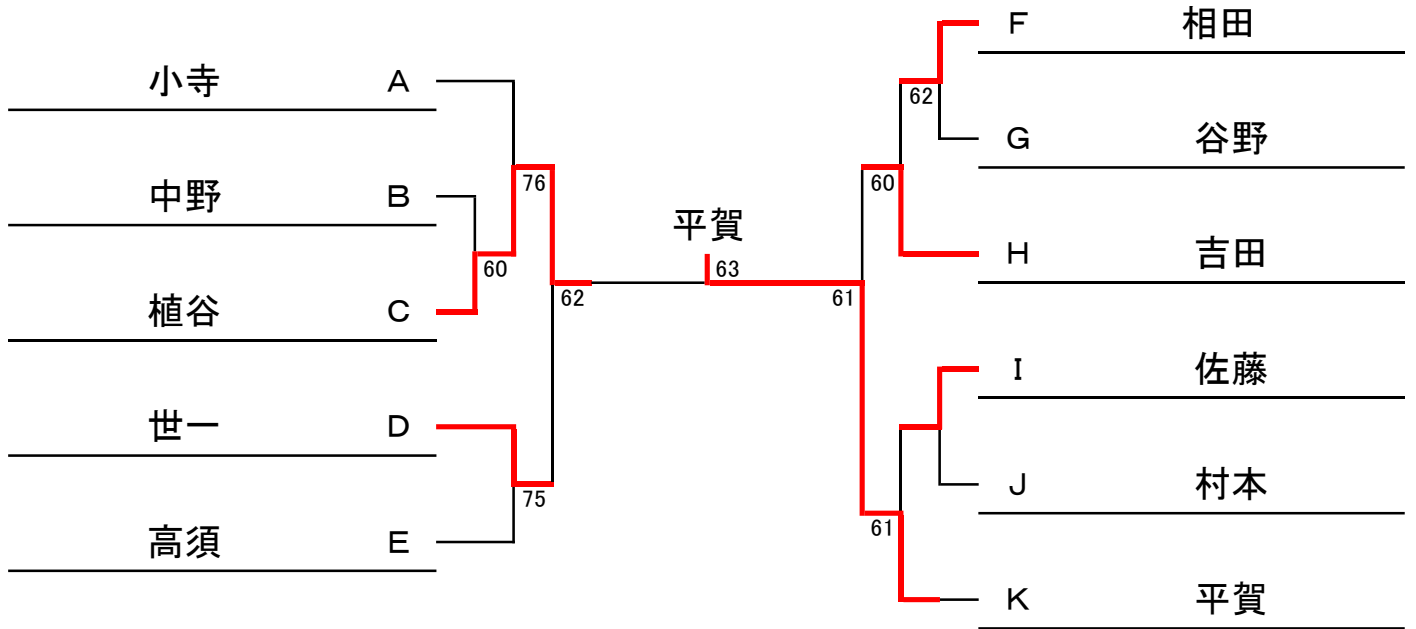 F 相田
小寺 A
62
G 谷野
中野 B
76
60
平賀
60
63
H 吉田
植谷 C
62
61
I 佐藤
世一 D
75
J 村本
61
高須 E
K 平賀